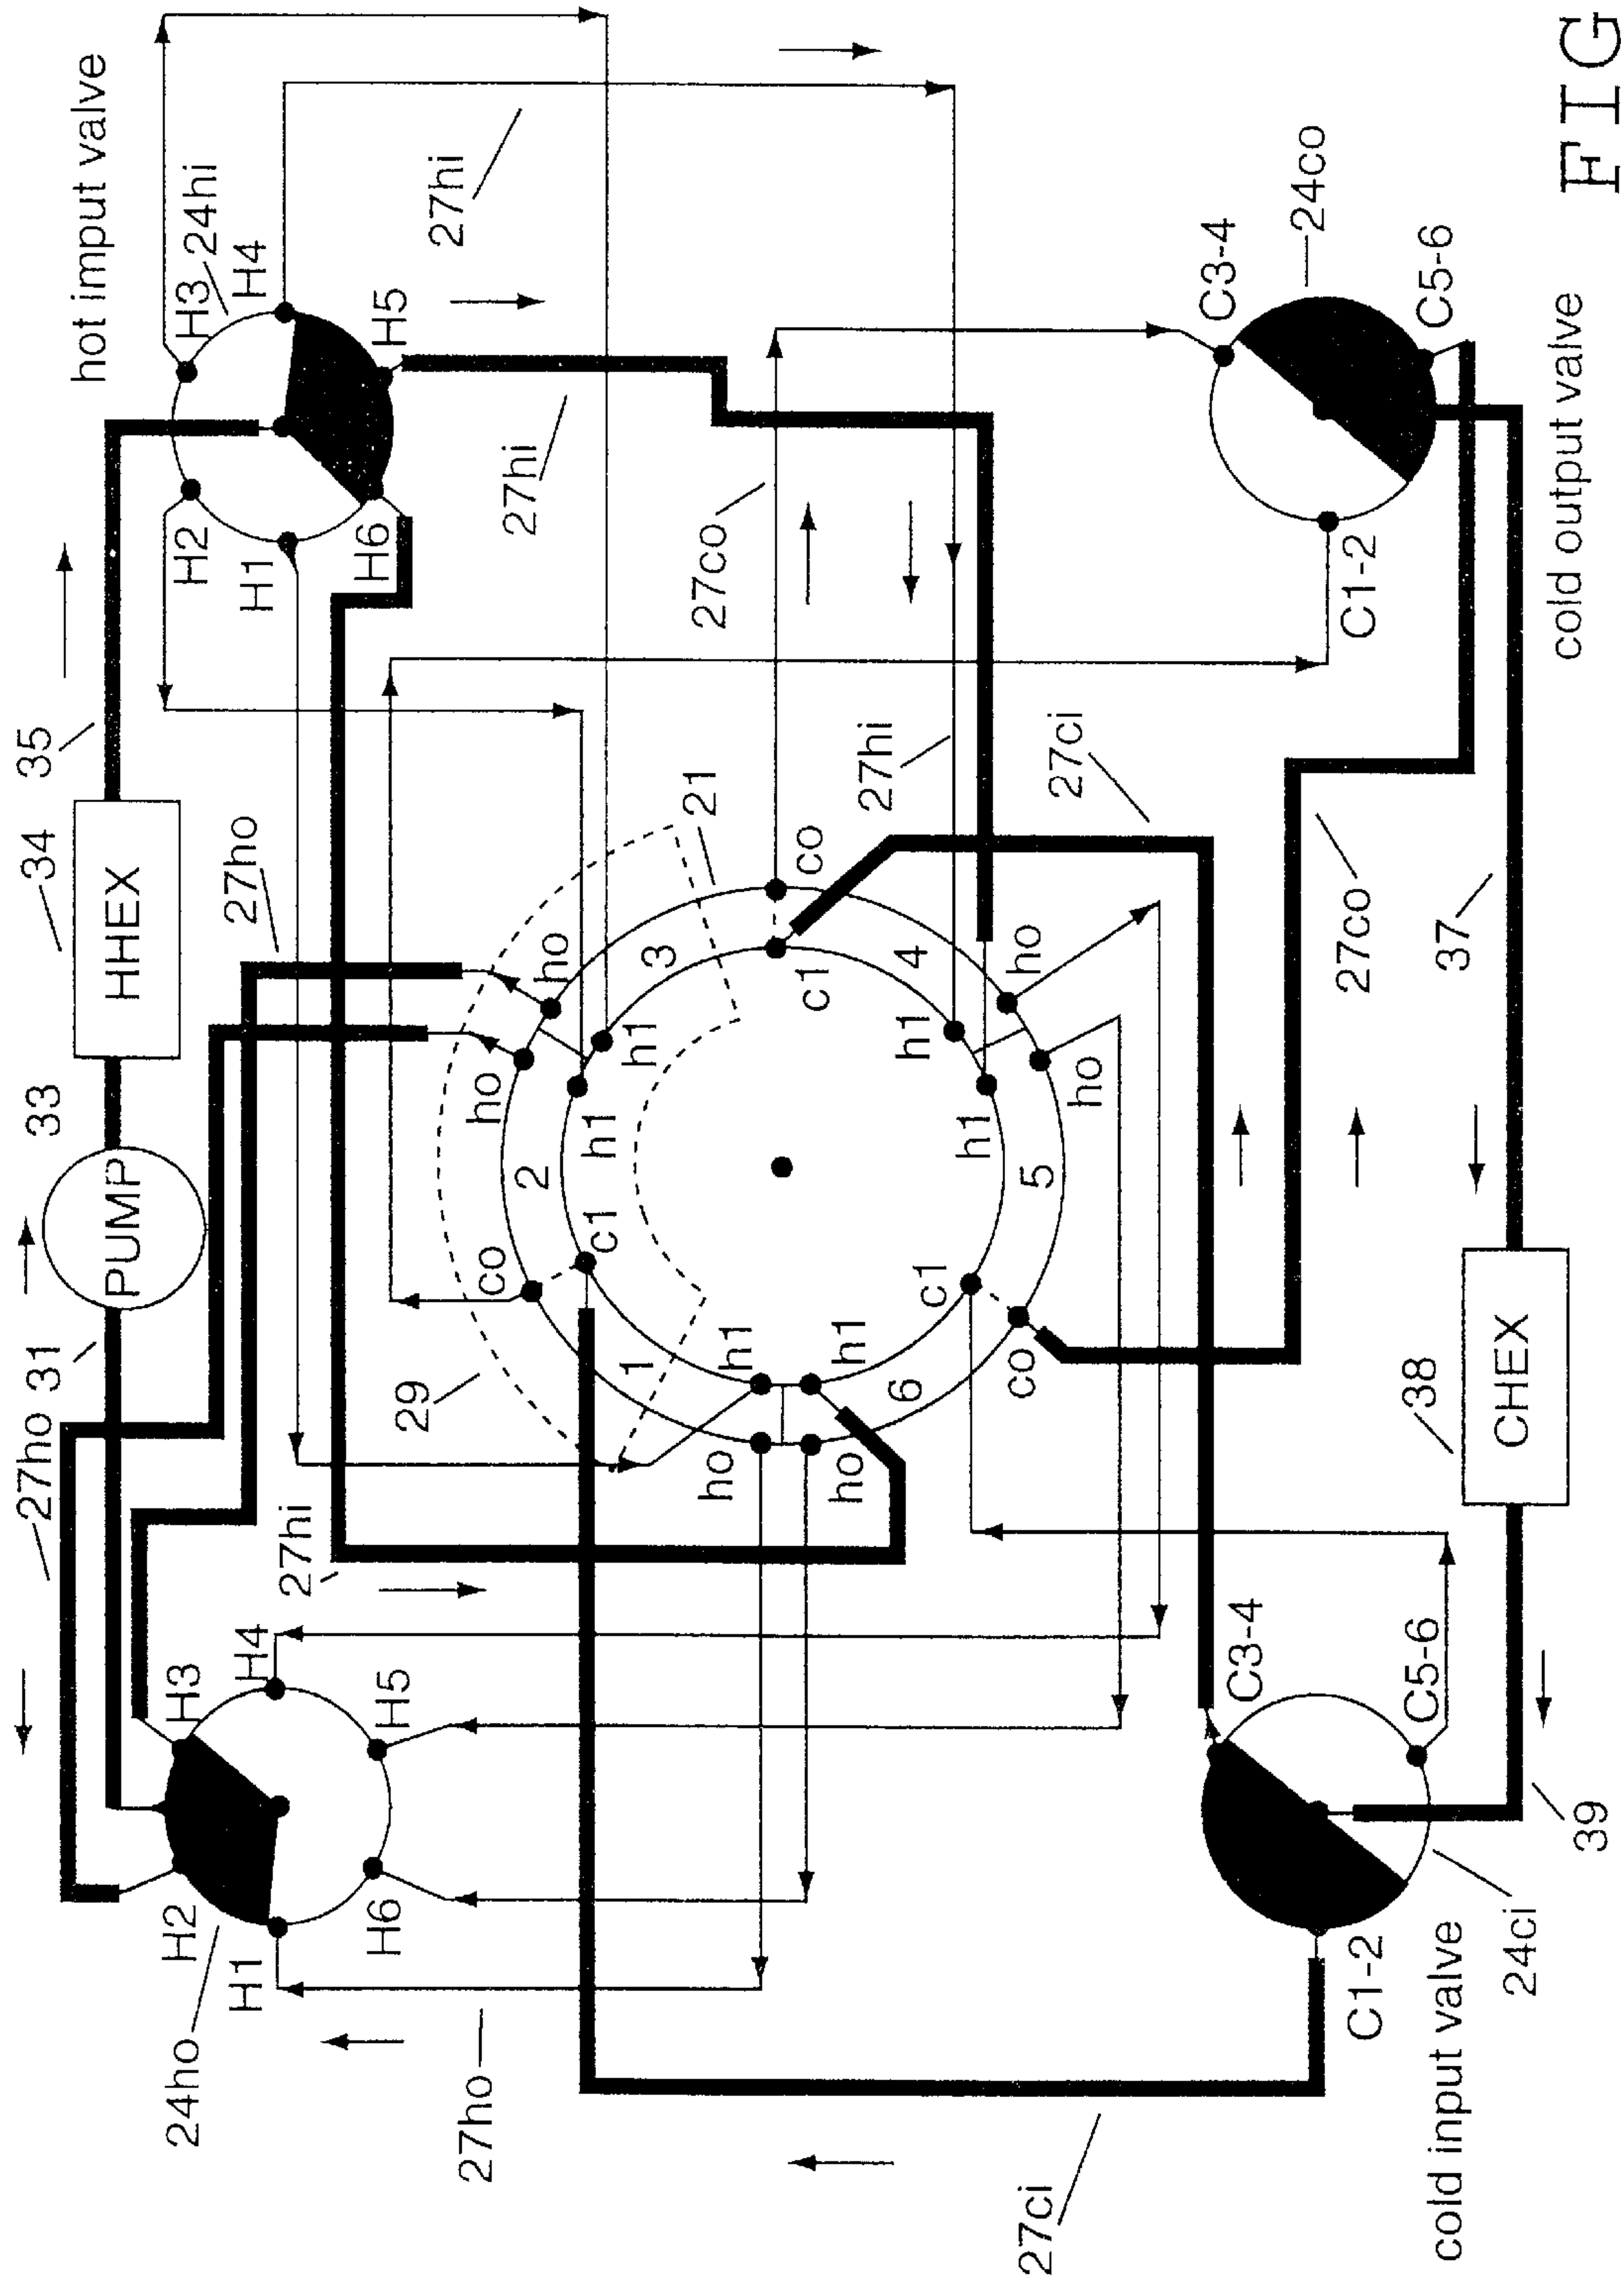 27ho
31
33
34
35
PUMP
HHEX
hot imput valve
H2
H3
H1
H4
H6
H5
24ho
27hi
27ho
H2
H3
24hi
H1
H4
H6
H5
27hi
27hi
27ho
29
21
27co
co
c1
ho
h1
ho
h1
1
2
3
co
c1
h1
ho
h1
ho
6
5
4
c1
co
h1
ho
h1
ho
27hi
27ci
27ci
C1-2
C3-4
C5-6
24ci
cold input valve
39
38
CHEX
37
27co
C1-2
C3-4
C5-6
24co
cold output valve
FIG